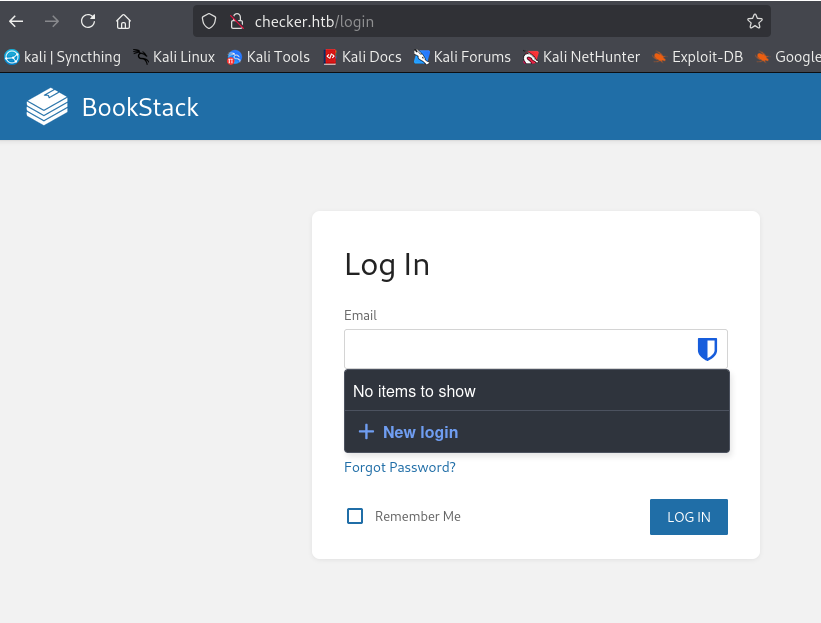 checker.htb/login
kali | Syncthing Kali Linux Kali Tools Kali Docs Kali Forums Kali NetHunter Exploit-DB Google
BookStack
Log In
Email
No items to show
+ New login
Forgot Password?
Remember Me LOG IN